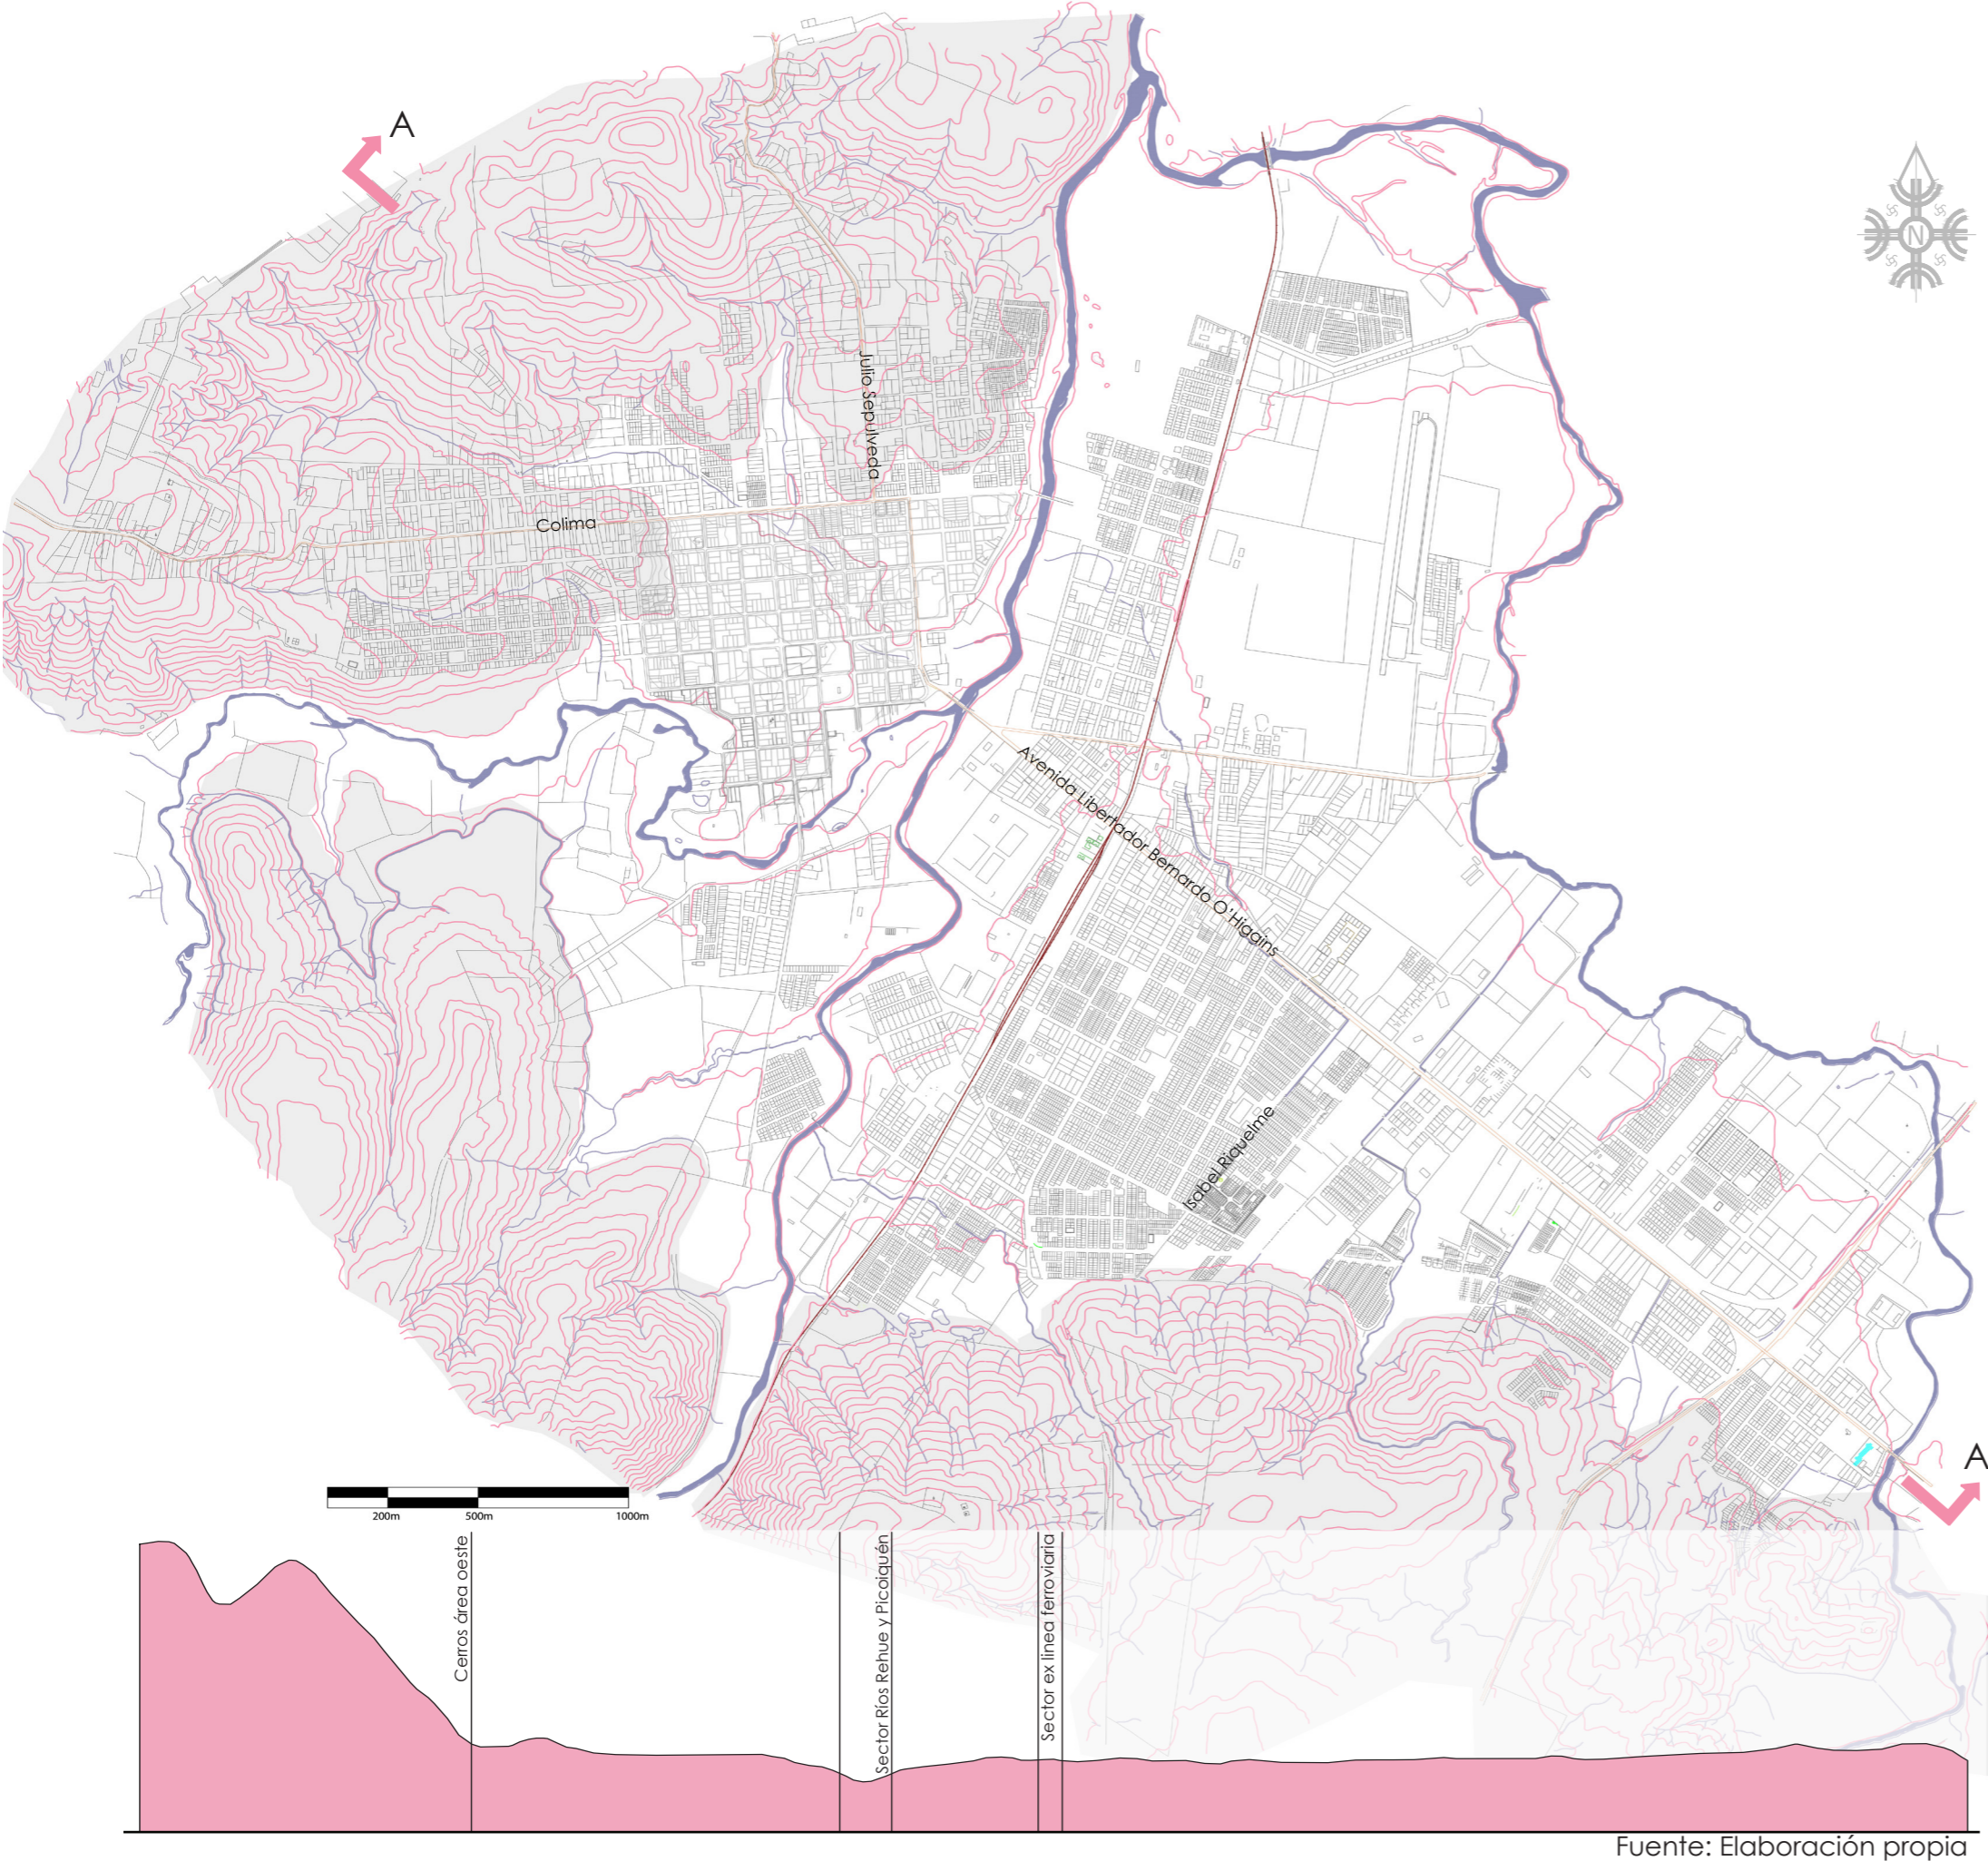 A
N
Julio Sepulveda
Colima
Avenida Libertador Bernardo O'Higgins
Isabel Riquelme
A
200m 500m 1000m
Cerros área oeste
Sector Ríos Rehue y Picoiquén
Sector ex linea ferroviaria
Fuente: Elaboración propia